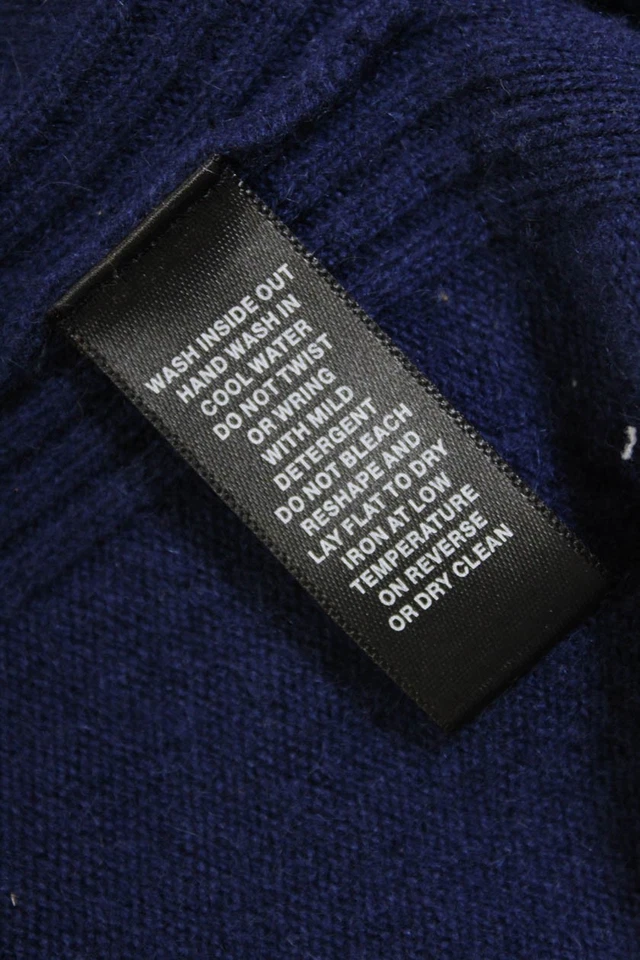 WASH INSIDE OUT
HAND WASH IN
COOL WATER
DO NOT TWIST
OR WRING
WITH MILD
DETERGENT
DO NOT BLEACH
RESHAPE AND
LAY FLAT TO DRY
IRON AT LOW
TEMPERATURE
ON REVERSE
OR DRY CLEAN